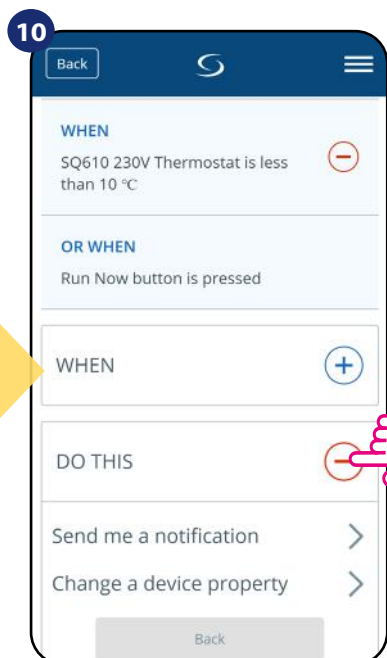 10
Back
WHEN
SQ610 230V Thermostat is less
than 10 °C
OR WHEN
Run Now button is pressed
WHEN
DO THIS
Send me a notification
Change a device property
Back